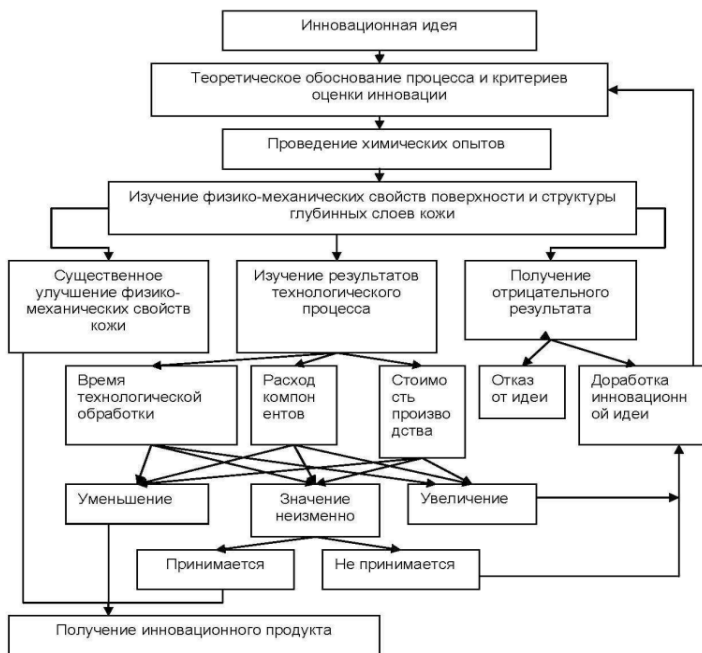 Инновационная идея
Теоретическое обоснование процесса и критериев
оценки инновации
Проведение химических опытов
Изучение физико-механических свойств поверхности и структуры
глубинных слоев кожи
Существенное
улучшение физико-
механических свойств
кожи
Изучение результатов
технологического
процесса
Получение
отрицательного
результата
Время
технологической
обработки
Расход
компон
ентов
Стоимо
сть
произво
дства
Отказ
от идеи
Доработка
инновационн
ой идеи
Уменьшение
Значение
неизменно
Увеличение
Принимается
Не принимается
Получение инновационного продукта